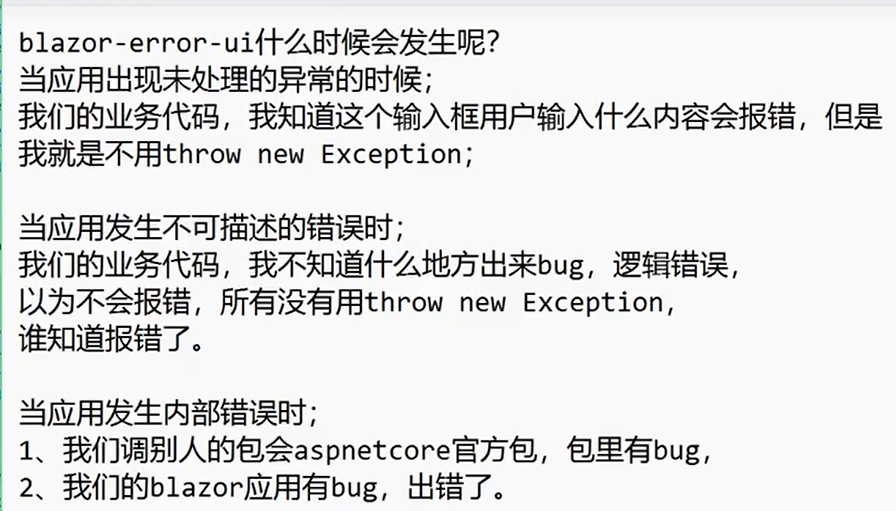 blazor-error-ui什么时候会发生呢?
当应用出现未处理的异常的时候;
我们的业务代码，我知道这个输入框用户输入什么内容会报错，但是
我就是不用throw new Exception;
当应用发生不可描述的错误时;
我们的业务代码，我不知道什么地方出来bug，逻辑错误，
以为不会报错，所有没有用throw new Exception，
谁知道报错了。
当应用发生内部错误时;
1、我们调别人的包会aspnetcore官方包，包里有bug，
2、我们的blazor应用有bug，出错了。